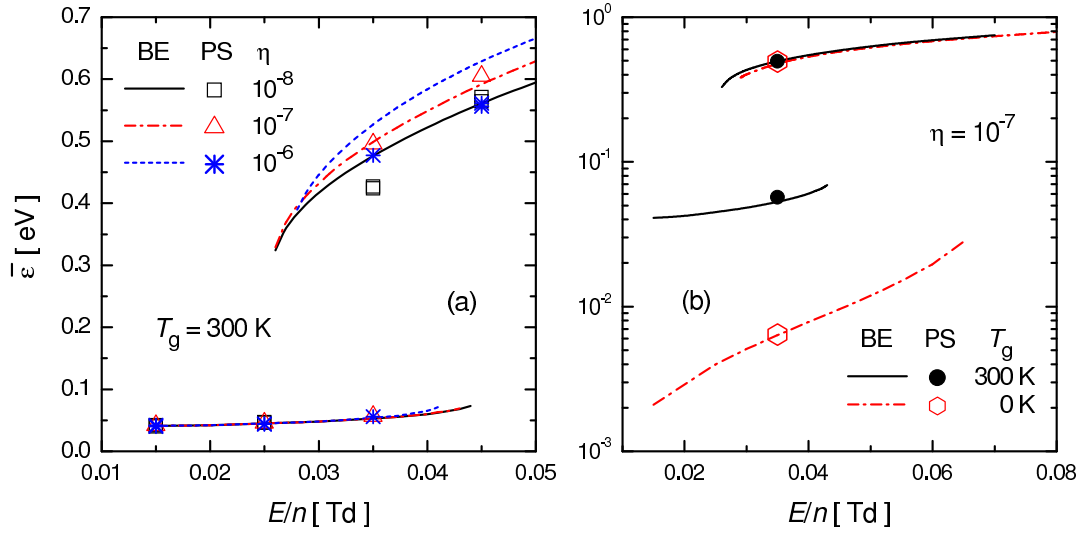 0.7
0.6
0.5
0.4
0.3
0.2
0.1
0.0
ε̄ [ eV ]
BE PS η
10⁻⁸
10⁻⁷
10⁻⁶
(a)
T_g = 300 K
0.01 0.02 0.03 0.04 0.05
E/n [ Td ]
10⁰
10⁻¹
10⁻²
10⁻³
η = 10⁻⁷
(b)
BE PS T_g
300 K
0 K
0.02 0.04 0.06 0.08
E/n [ Td ]